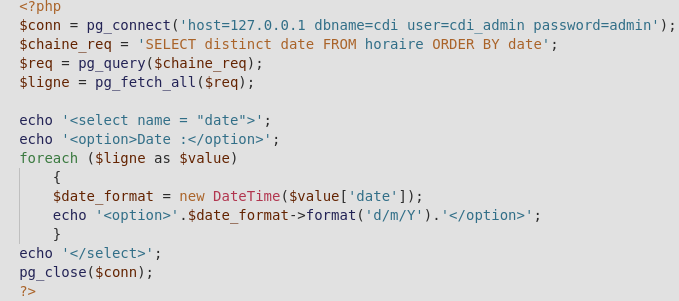 <?php
$conn = pg_connect('host=127.0.0.1 dbname=cdi user=cdi_admin password=admin');
$chaine_req = 'SELECT distinct date FROM horaire ORDER BY date';
$req = pg_query($chaine_req);
$ligne = pg_fetch_all($req);

echo '<select name = "date">';
echo '<option>Date :</option>';
foreach ($ligne as $value)
    {
    $date_format = new DateTime($value['date']);
    echo '<option>'.$date_format->format('d/m/Y').'</option>';
    }
echo '</select>';
pg_close($conn);
?>